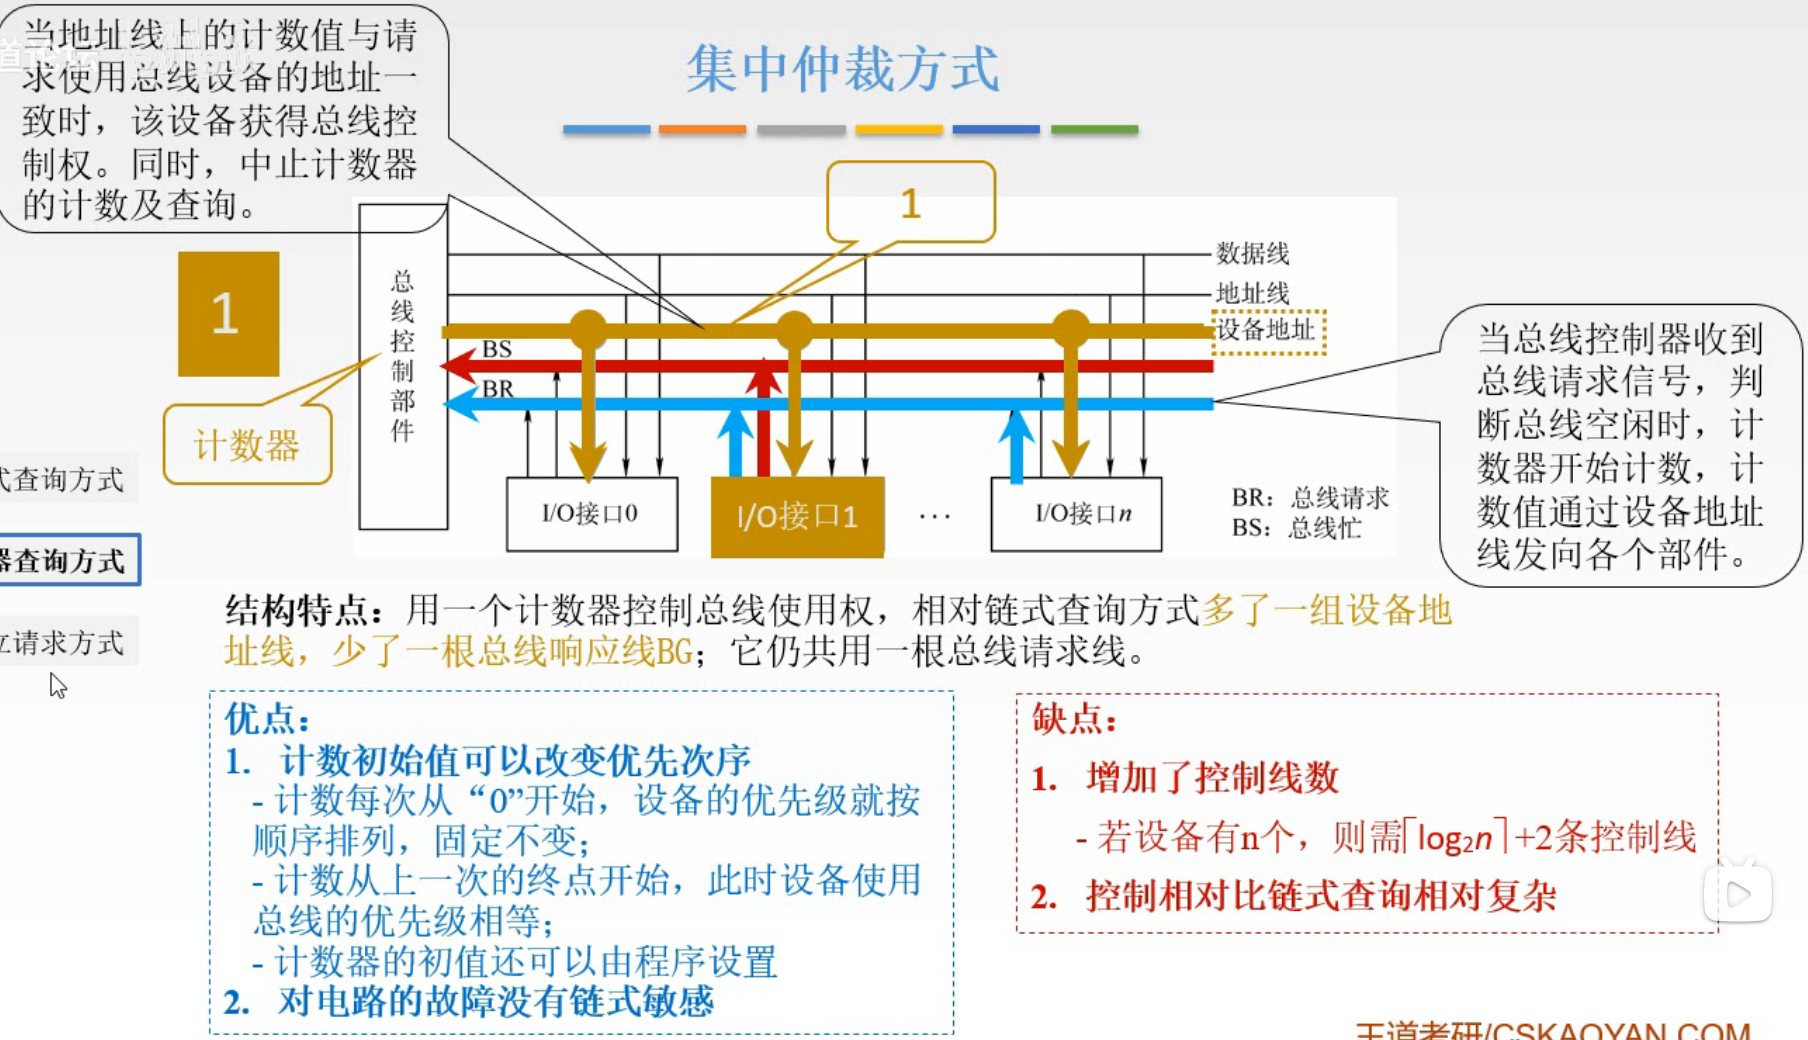 当地址线上的计数值与请
求使用总线设备的地址一
致时，该设备获得总线控
制权。同时，中止计数器
的计数及查询。
集中仲裁方式
1
1
计数器
总线控制部件
数据线
地址线
设备地址
BS
BR
I/O接口0
I/O接口1
…
I/O接口n
BR：总线请求
BS：总线忙
当总线控制器收到
总线请求信号，判
断总线空闲时，计
数器开始计数，计
数值通过设备地址
线发向各个部件。
式查询方式
器查询方式
立请求方式
结构特点：用一个计数器控制总线使用权，相对链式查询方式多了一组设备地
址线，少了一根总线响应线BG；它仍共用一根总线请求线。
优点：
1. 计数初始值可以改变优先次序
- 计数每次从“0”开始，设备的优先级就按
顺序排列，固定不变；
- 计数从上一次的终点开始，此时设备使用
总线的优先级相等；
- 计数器的初值还可以由程序设置
2. 对电路的故障没有链式敏感
缺点：
1. 增加了控制线数
- 若设备有n个，则需⌈log₂n⌉+2条控制线
2. 控制相对比链式查询相对复杂
王道考研/CSKAOYAN.COM